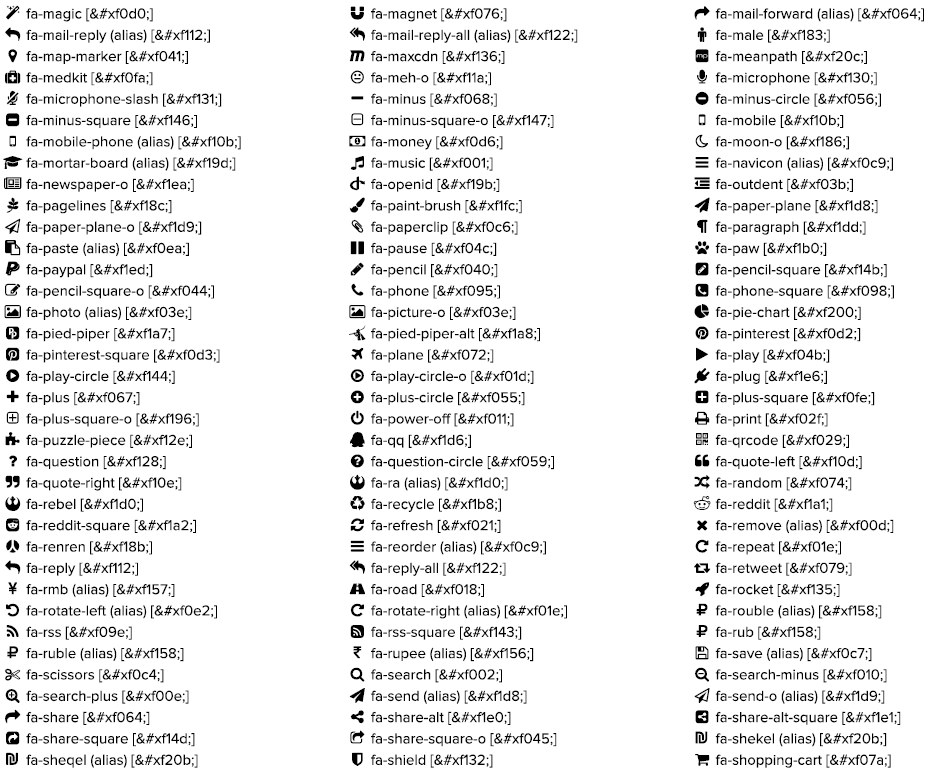 fa-magic [&#xf0d0;] fa-magnet [&#xf076;] fa-mail-forward (alias) [&#xf064;]
fa-mail-reply (alias) [&#xf112;] fa-mail-reply-all (alias) [&#xf122;] fa-male [&#xf183;]
fa-map-marker [&#xf041;] fa-maxcdn [&#xf136;] fa-meanpath [&#xf20c;]
fa-medkit [&#xf0fa;] fa-meh-o [&#xf11a;] fa-microphone [&#xf130;]
fa-microphone-slash [&#xf131;] fa-minus [&#xf068;] fa-minus-circle [&#xf056;]
fa-minus-square [&#xf146;] fa-minus-square-o [&#xf147;] fa-mobile [&#xf10b;]
fa-mobile-phone (alias) [&#xf10b;] fa-money [&#xf0d6;] fa-moon-o [&#xf186;]
fa-mortar-board (alias) [&#xf19d;] fa-music [&#xf001;] fa-navicon (alias) [&#xf0c9;]
fa-newspaper-o [&#xf1ea;] fa-openid [&#xf19b;] fa-outdent [&#xf03b;]
fa-pagelines [&#xf18c;] fa-paint-brush [&#xf1fc;] fa-paper-plane [&#xf1d8;]
fa-paper-plane-o [&#xf1d9;] fa-paperclip [&#xf0c6;] fa-paragraph [&#xf1dd;]
fa-paste (alias) [&#xf0ea;] fa-pause [&#xf04c;] fa-paw [&#xf1b0;]
fa-paypal [&#xf1ed;] fa-pencil [&#xf040;] fa-pencil-square [&#xf14b;]
fa-pencil-square-o [&#xf044;] fa-phone [&#xf095;] fa-phone-square [&#xf098;]
fa-photo (alias) [&#xf03e;] fa-picture-o [&#xf03e;] fa-pie-chart [&#xf200;]
fa-pied-piper [&#xf1a7;] fa-pied-piper-alt [&#xf1a8;] fa-pinterest [&#xf0d2;]
fa-pinterest-square [&#xf0d3;] fa-plane [&#xf072;] fa-play [&#xf04b;]
fa-play-circle [&#xf144;] fa-play-circle-o [&#xf01d;] fa-plug [&#xf1e6;]
fa-plus [&#xf067;] fa-plus-circle [&#xf055;] fa-plus-square [&#xf0fe;]
fa-plus-square-o [&#xf196;] fa-power-off [&#xf011;] fa-print [&#xf02f;]
fa-puzzle-piece [&#xf12e;] fa-qq [&#xf1d6;] fa-qrcode [&#xf029;]
fa-question [&#xf128;] fa-question-circle [&#xf059;] fa-quote-left [&#xf10d;]
fa-quote-right [&#xf10e;] fa-ra (alias) [&#xf1d0;] fa-random [&#xf074;]
fa-rebel [&#xf1d0;] fa-recycle [&#xf1b8;] fa-reddit [&#xf1a1;]
fa-reddit-square [&#xf1a2;] fa-refresh [&#xf021;] fa-remove (alias) [&#xf00d;]
fa-renren [&#xf18b;] fa-reorder (alias) [&#xf0c9;] fa-repeat [&#xf01e;]
fa-reply [&#xf112;] fa-reply-all [&#xf122;] fa-retweet [&#xf079;]
fa-rmb (alias) [&#xf157;] fa-road [&#xf018;] fa-rocket [&#xf135;]
fa-rotate-left (alias) [&#xf0e2;] fa-rotate-right (alias) [&#xf01e;] fa-rouble (alias) [&#xf158;]
fa-rss [&#xf09e;] fa-rss-square [&#xf143;] fa-rub [&#xf158;]
fa-ruble (alias) [&#xf158;] fa-rupee (alias) [&#xf156;] fa-save (alias) [&#xf0c7;]
fa-scissors [&#xf0c4;] fa-search [&#xf002;] fa-search-minus [&#xf010;]
fa-search-plus [&#xf00e;] fa-send (alias) [&#xf1d8;] fa-send-o (alias) [&#xf1d9;]
fa-share [&#xf064;] fa-share-alt [&#xf1e0;] fa-share-alt-square [&#xf1e1;]
fa-share-square [&#xf14d;] fa-share-square-o [&#xf045;] fa-shekel (alias) [&#xf20b;]
fa-sheqel (alias) [&#xf20b;] fa-shield [&#xf132;] fa-shopping-cart [&#xf07a;]